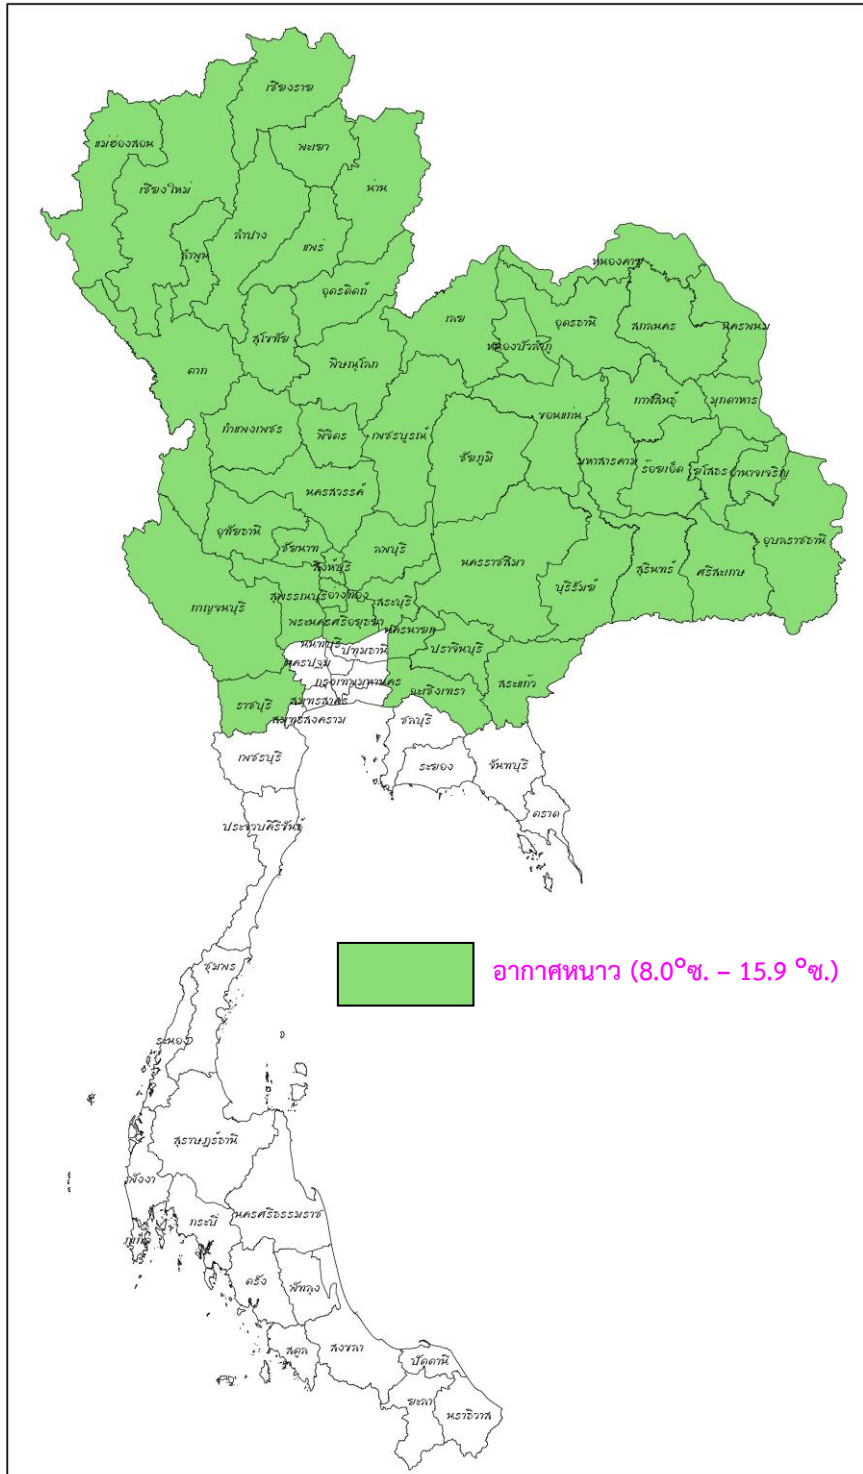 เชียงราย
แม่ฮ่องสอน
พะเยา
เชียงใหม่
น่าน
ลำปาง
แพร่
ลำพูน
หนองคาย
อุตรดิตถ์
เลย
อุดรธานี
สกลนคร
นครพนม
สุโขทัย
หนองบัวลำภู
ตาก
พิษณุโลก
กาฬสินธุ์
มุกดาหาร
ขอนแก่น
กำแพงเพชร
พิจิตร
เพชรบูรณ์
ชัยภูมิ
มหาสารคาม
ร้อยเอ็ด
ยโสธร
อำนาจเจริญ
นครสวรรค์
อุทัยธานี
ชัยนาท
ลพบุรี
นครราชสีมา
อุบลราชธานี
สิงห์บุรี
บุรีรัมย์
สุรินทร์
ศรีสะเกษ
กาญจนบุรี
สุพรรณบุรี
อ่างทอง
สระบุรี
พระนครศรีอยุธยา
นครนายก
นนทบุรี
ปทุมธานี
ปราจีนบุรี
นครปฐม
กรุงเทพมหานคร
ฉะเชิงเทรา
สระแก้ว
ราชบุรี
สมุทรสาคร
สมุทรสงคราม
ชลบุรี
เพชรบุรี
ระยอง
จันทบุรี
ตราด
ประจวบคีรีขันธ์
ชุมพร
อากาศหนาว (8.0°ซ. – 15.9 °ซ.)
ระนอง
สุราษฎร์ธานี
พังงา
กระบี่
นครศรีธรรมราช
ภูเก็ต
ตรัง
พัทลุง
สตูล
สงขลา
ปัตตานี
ยะลา
นราธิวาส